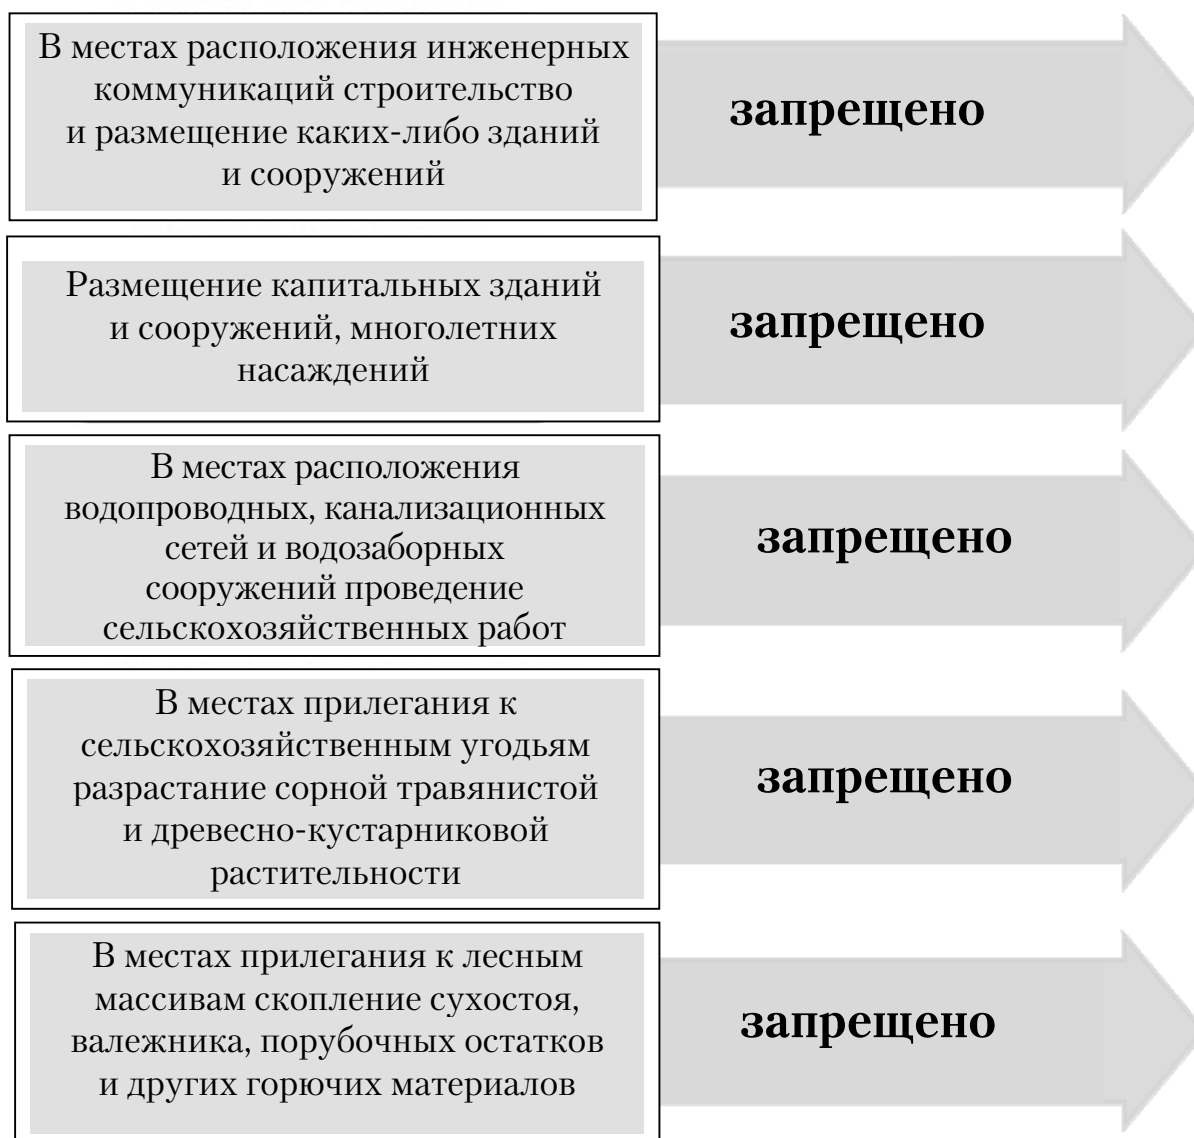 В местах расположения инженерных
коммуникаций строительство
и размещение каких-либо зданий
и сооружений
запрещено
Размещение капитальных зданий
и сооружений, многолетних
насаждений
запрещено
В местах расположения
водопроводных, канализационных
сетей и водозаборных
сооружений проведение
сельскохозяйственных работ
запрещено
В местах прилегания к
сельскохозяйственным угодьям
разрастание сорной травянистой
и древесно-кустарниковой
растительности
запрещено
В местах прилегания к лесным
массивам скопление сухостоя,
валежника, порубочных остатков
и других горючих материалов
запрещено